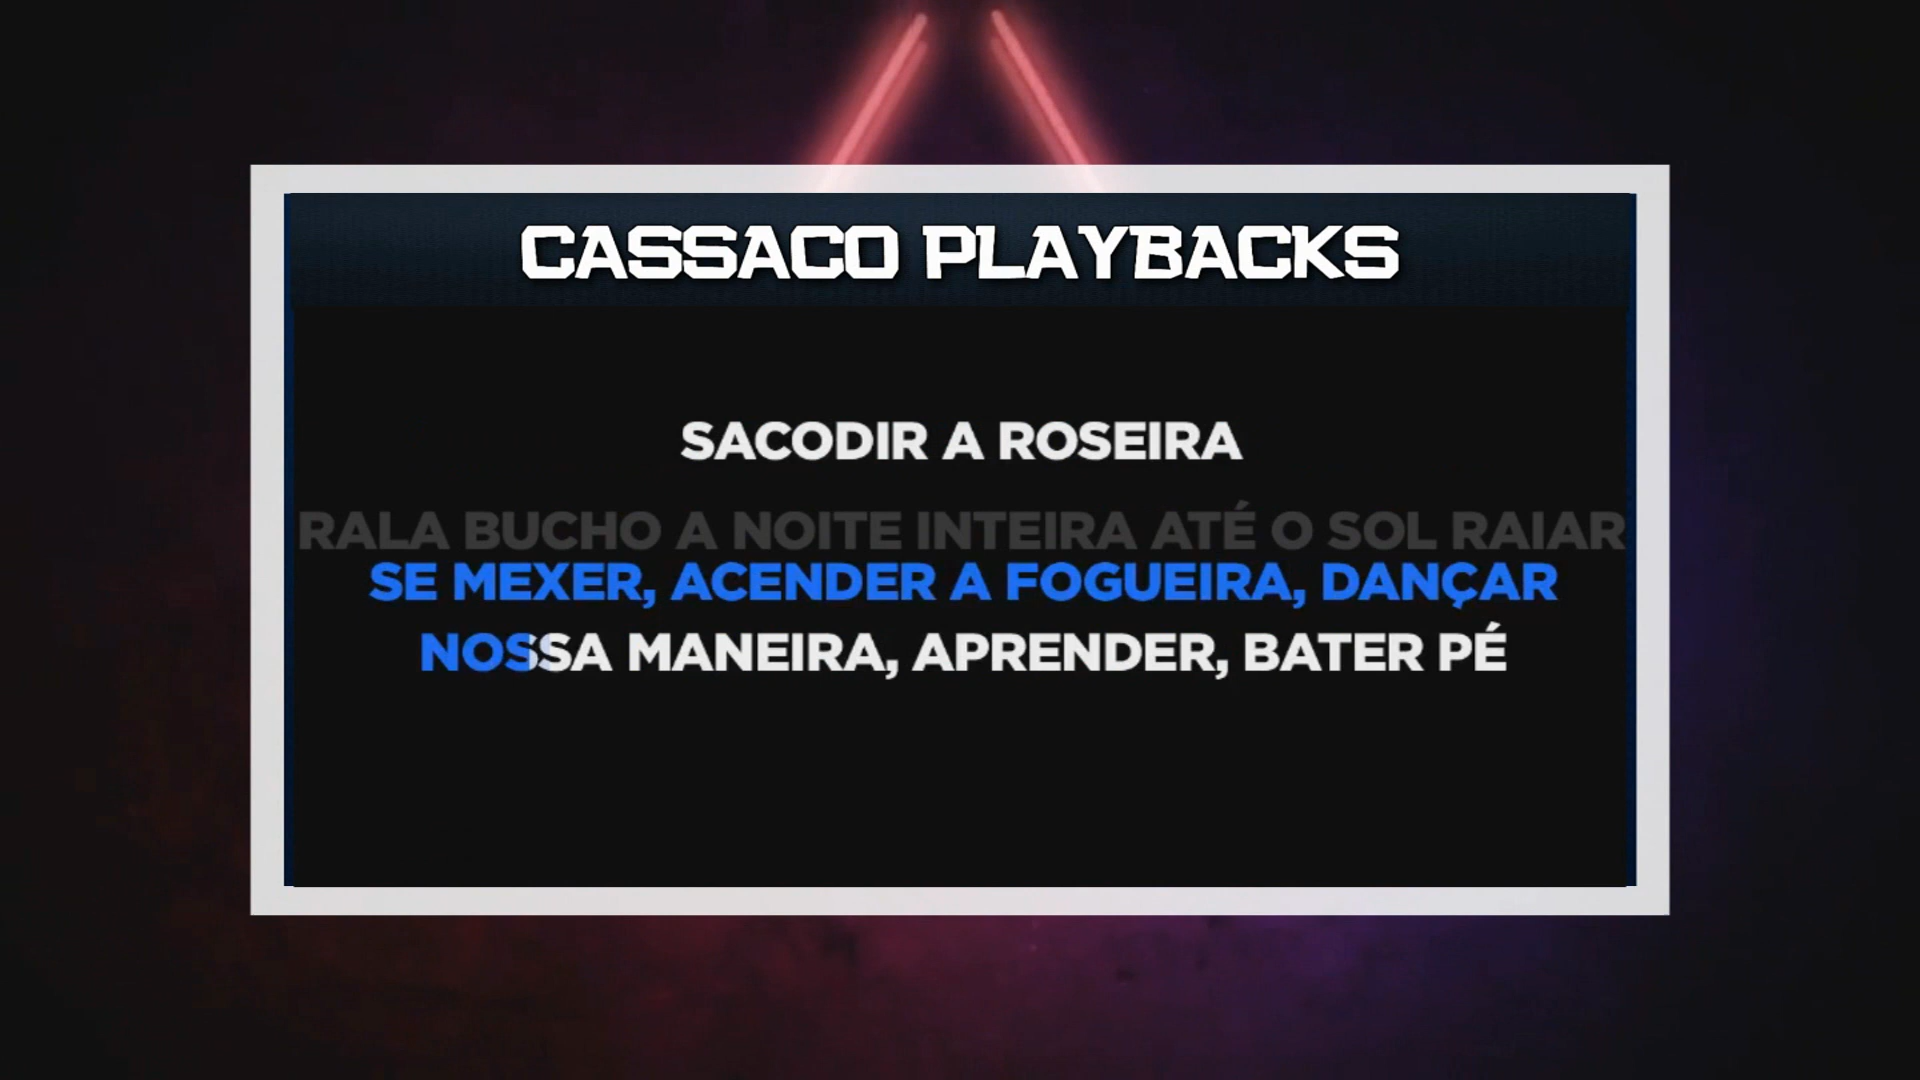 CASSACO PLAYBACKS
SACODIR A ROSEIRA
RALA BUCHO A NOITE INTEIRA ATÉ O SOL RAIAR
SE MEXER, ACENDER A FOGUEIRA, DANÇAR
NOSSA MANEIRA, APRENDER, BATER PÉ